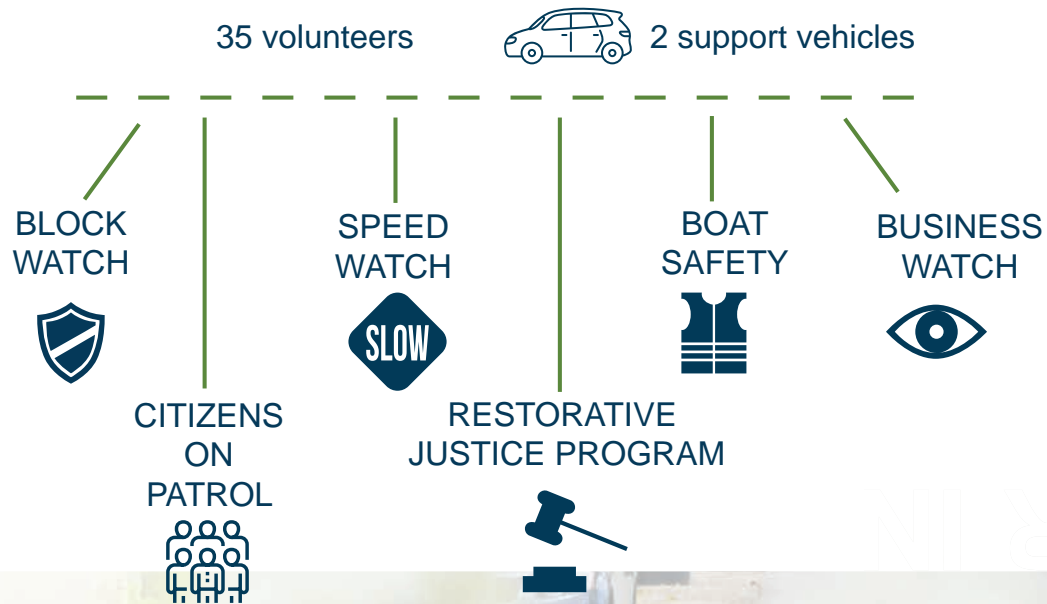 35 volunteers
2 support vehicles
BLOCK
WATCH
SPEED
WATCH
SLOW
BOAT
SAFETY
BUSINESS
WATCH
CITIZENS
ON
PATROL
RESTORATIVE
JUSTICE PROGRAM